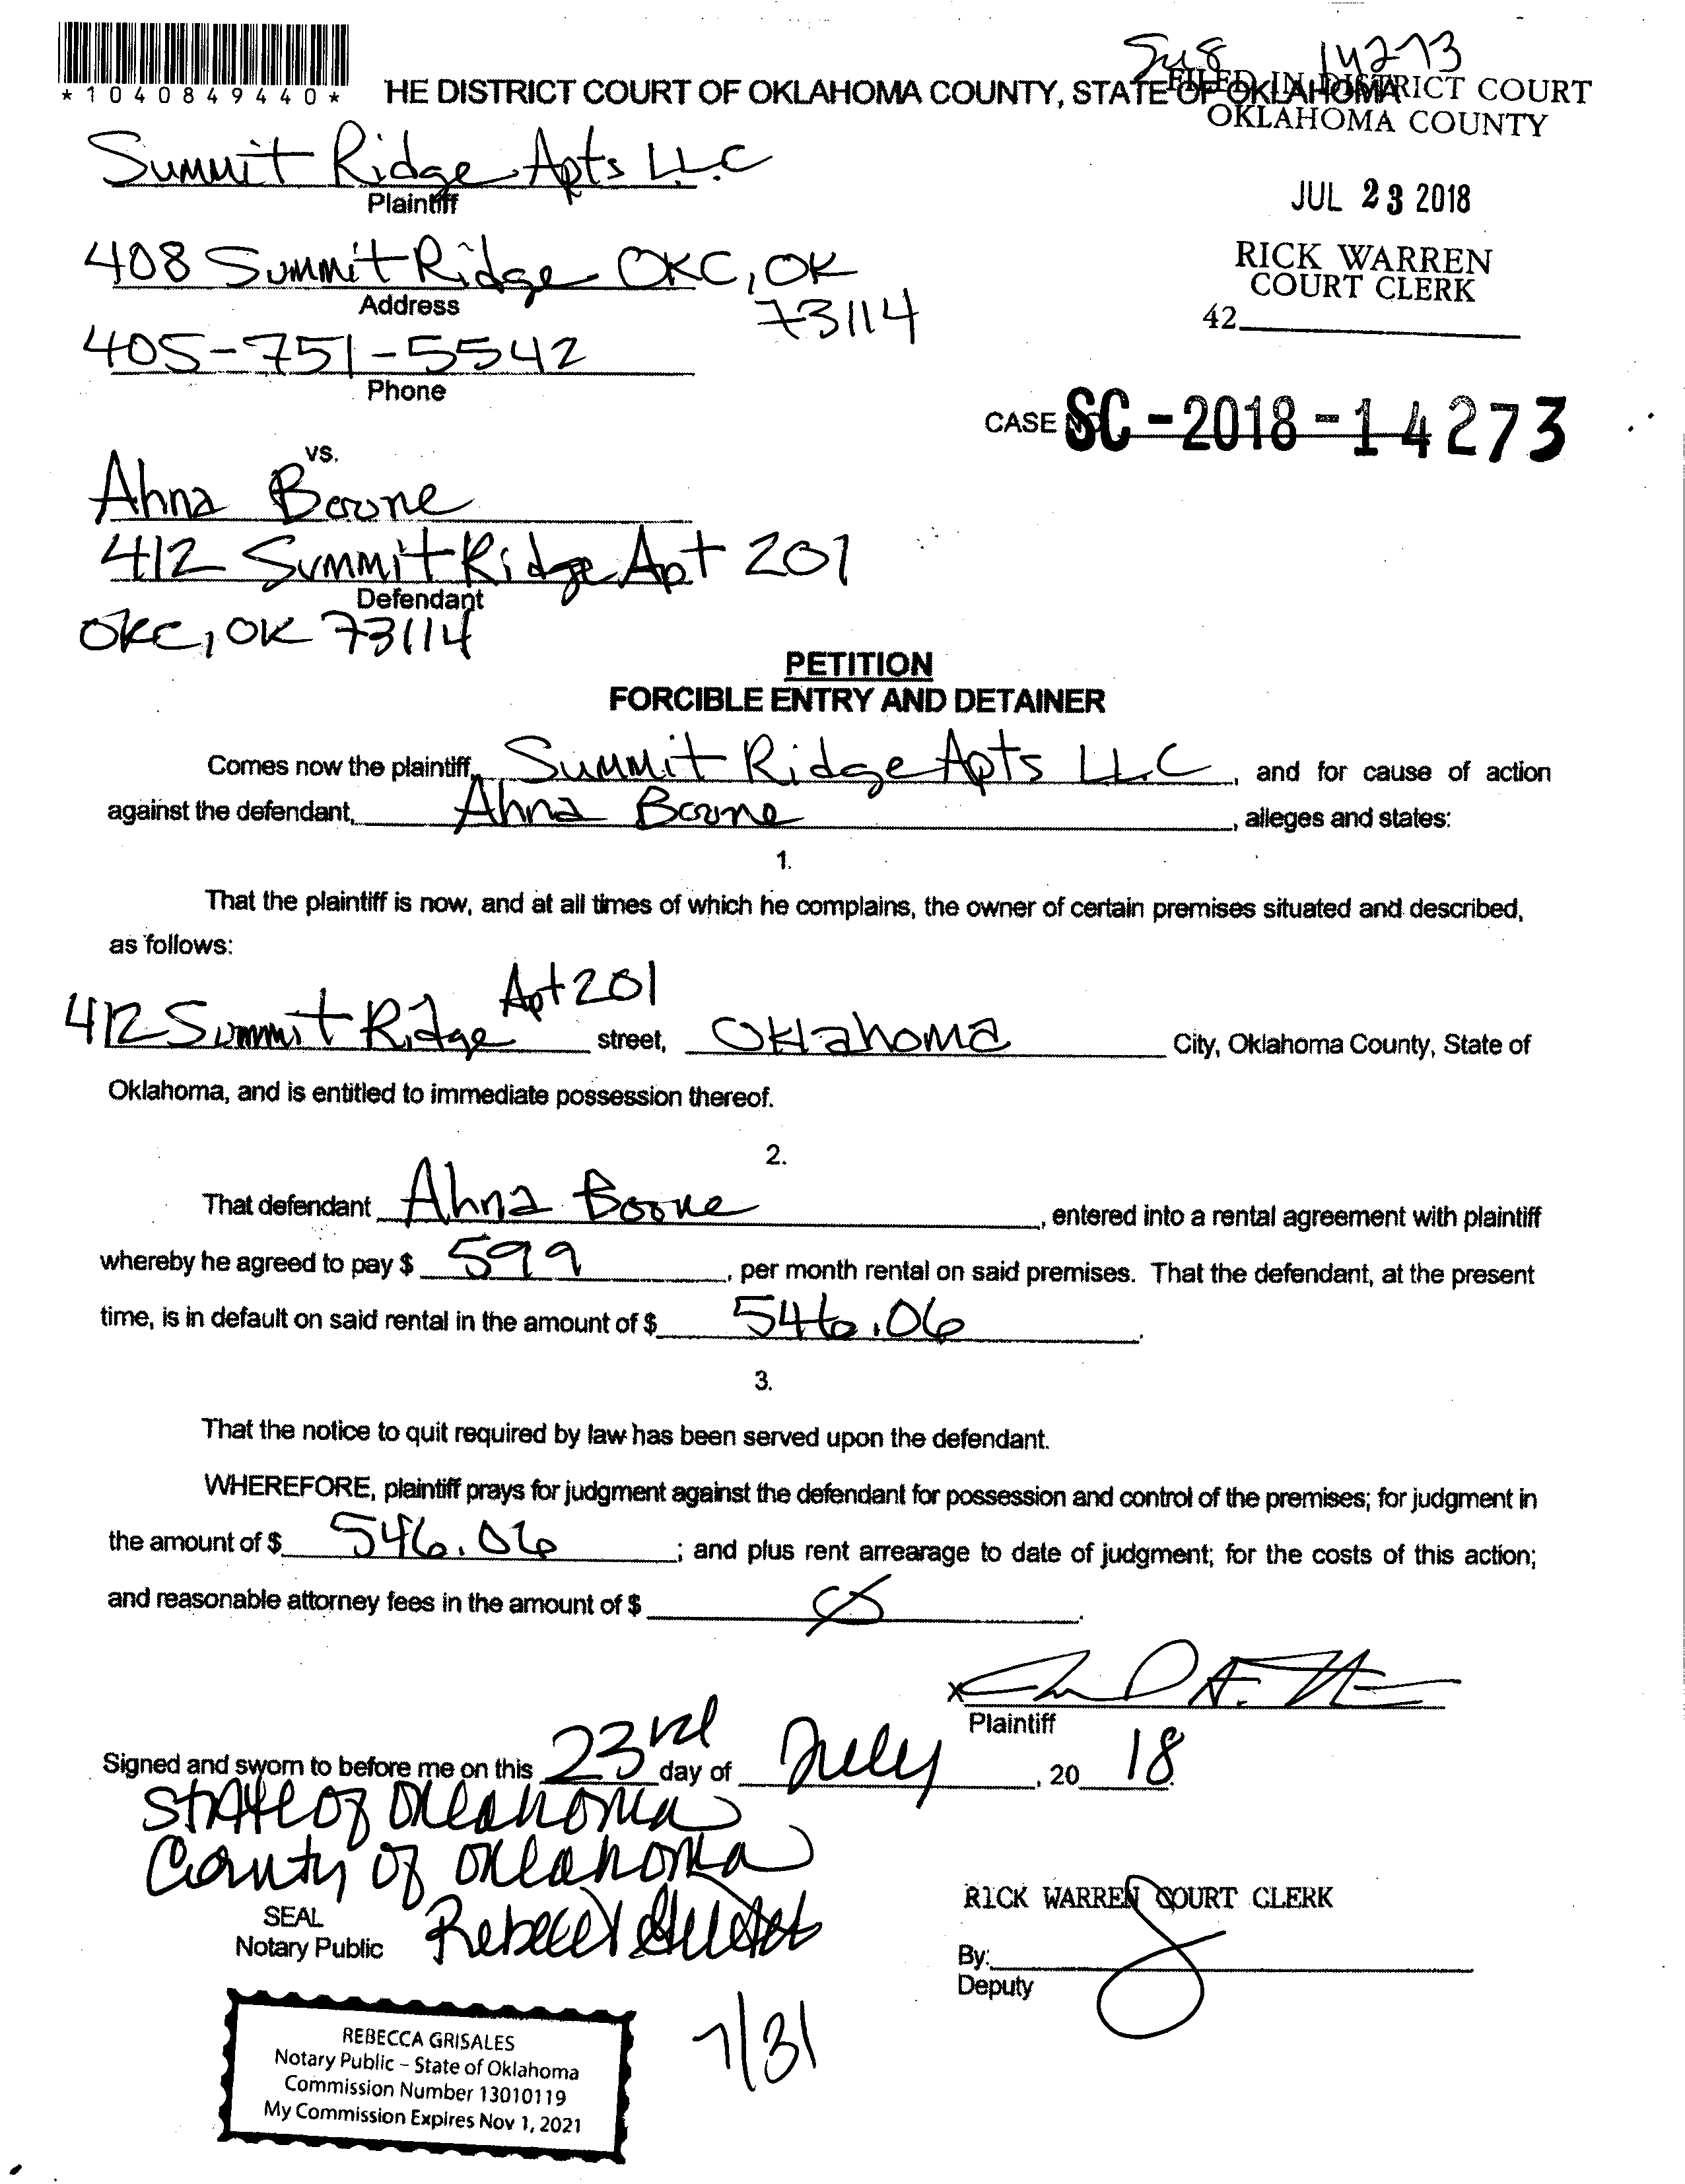 14273
*1040849440*
HE DISTRICT COURT OF OKLAHOMA COUNTY, STATE OF OKLAHOMA
FILED IN DISTRICT COURT
OKLAHOMA COUNTY
Summit Ridge Apts LLC
Plaintiff
JUL 23 2018
408 Summit Ridge OKC, OK
73114
Address
RICK WARREN
COURT CLERK
42
405-751-5542
Phone
CASE NO SC-2018-14273
vs.
Ahna Boone
412 Summit Ridge Apt 201
Defendant
OKC, OK 73114
PETITION
FORCIBLE ENTRY AND DETAINER
Comes now the plaintiff, Summit Ridge Apts LLC, and for cause of action
against the defendant, Ahna Boone, alleges and states:
1.
That the plaintiff is now, and at all times of which he complains, the owner of certain premises situated and described,
as follows:
412 Summit Ridge Apt 201 street, Oklahoma City, Oklahoma County, State of
Oklahoma, and is entitled to immediate possession thereof.
2.
That defendant Ahna Boone, entered into a rental agreement with plaintiff
whereby he agreed to pay $ 599, per month rental on said premises. That the defendant, at the present
time, is in default on said rental in the amount of $ 546.06.
3.
That the notice to quit required by law has been served upon the defendant.
WHEREFORE, plaintiff prays for judgment against the defendant for possession and control of the premises; for judgment in
the amount of $ 546.06; and plus rent arrearage to date of judgment; for the costs of this action;
and reasonable attorney fees in the amount of $ Ø.
X
Plaintiff
Signed and sworn to before me on this 23rd day of July, 20 18.
State of Oklahoma
County of Oklahoma
SEAL
Notary Public
RICK WARREN COURT CLERK
By:
Deputy
REBECCA GRISALES
Notary Public – State of Oklahoma
Commission Number 13010119
My Commission Expires Nov 1, 2021
7/31